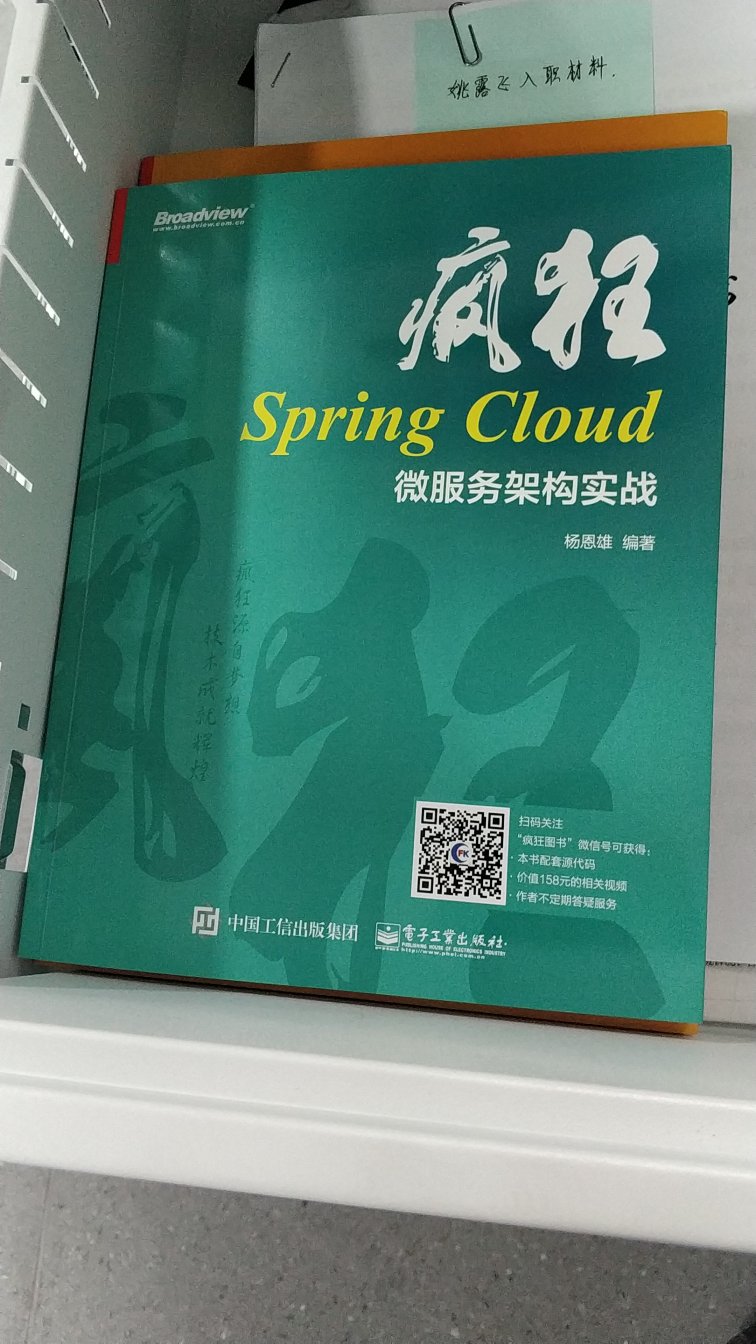 姚露飞入职材料.
Broadview®
www.broadview.com.cn
疯狂
Spring Cloud
微服务架构实战
杨恩雄 编著
疯狂源自梦想
技术成就辉煌
扫码关注
“疯狂图书”微信号可获得:
· 本书配套源代码
· 价值158元的相关视频
· 作者不定期答疑服务
中国工信出版集团
電子工業出版社·
PUBLISHING HOUSE OF ELECTRONICS INDUSTRY
http://www.phei.com.cn